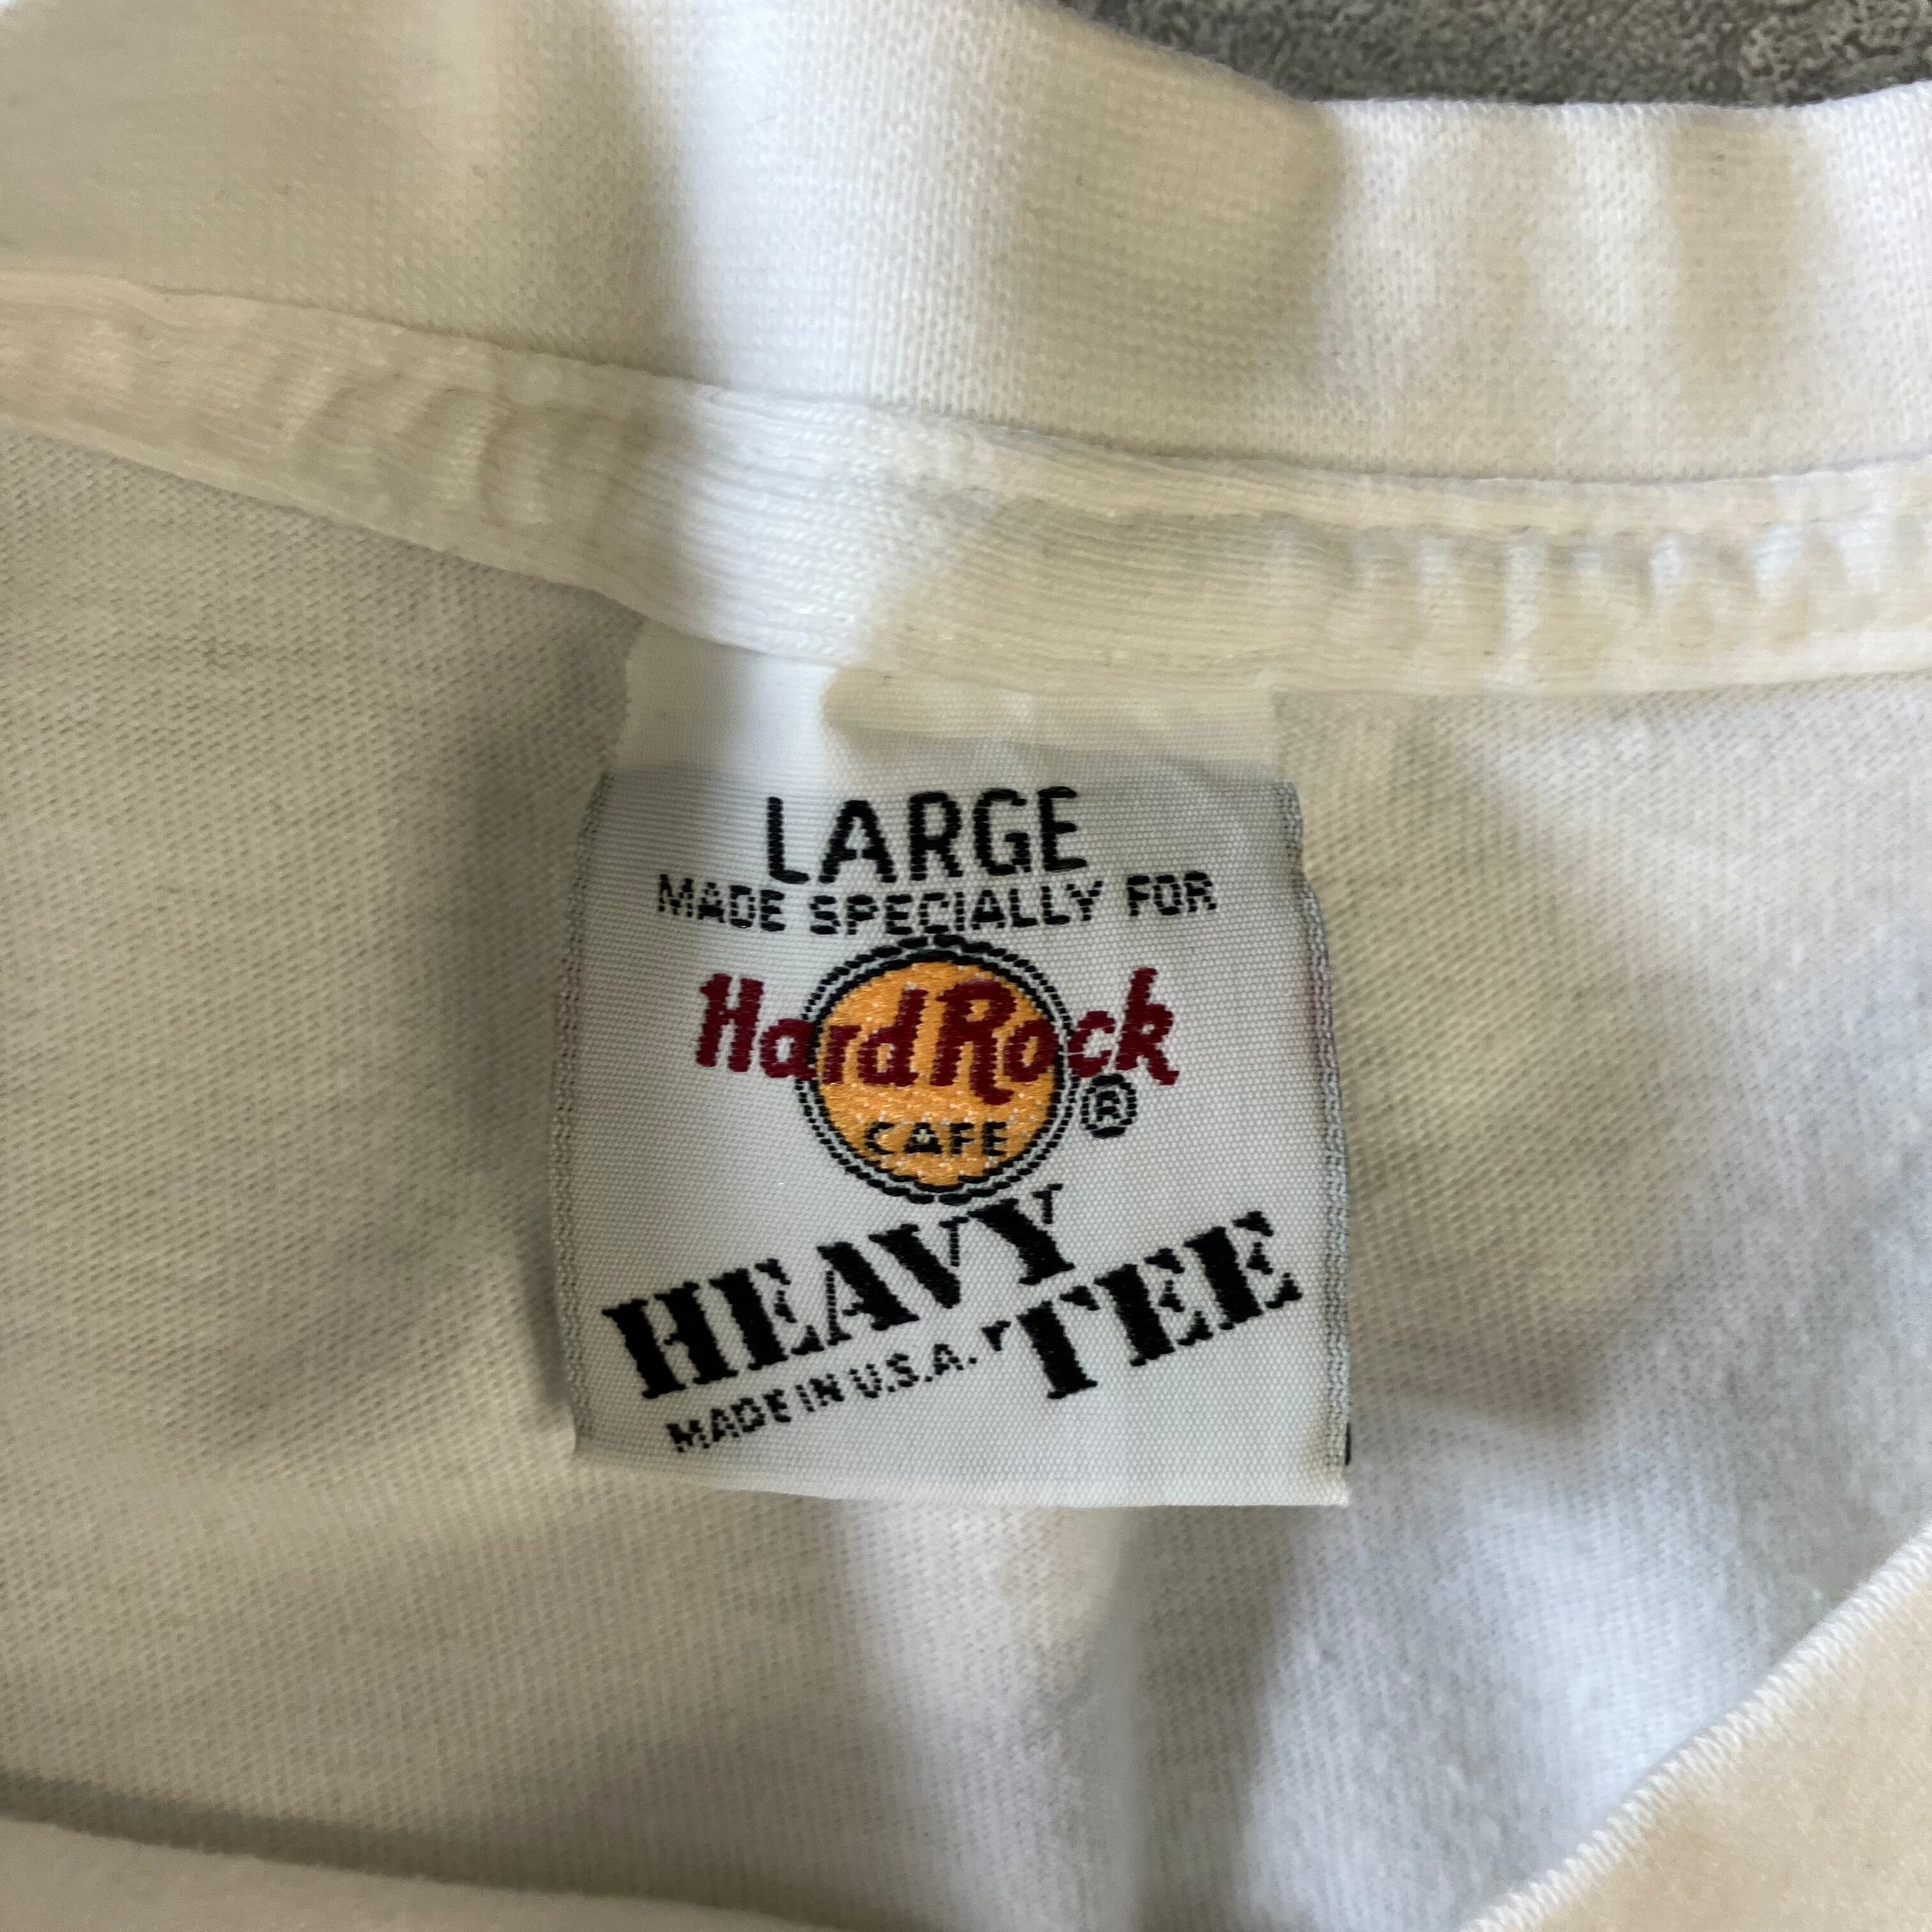 LARGE
MADE SPECIALLY FOR
Hard Rock
CAFE ®
HEAVY
TEE
MADE IN U.S.A.